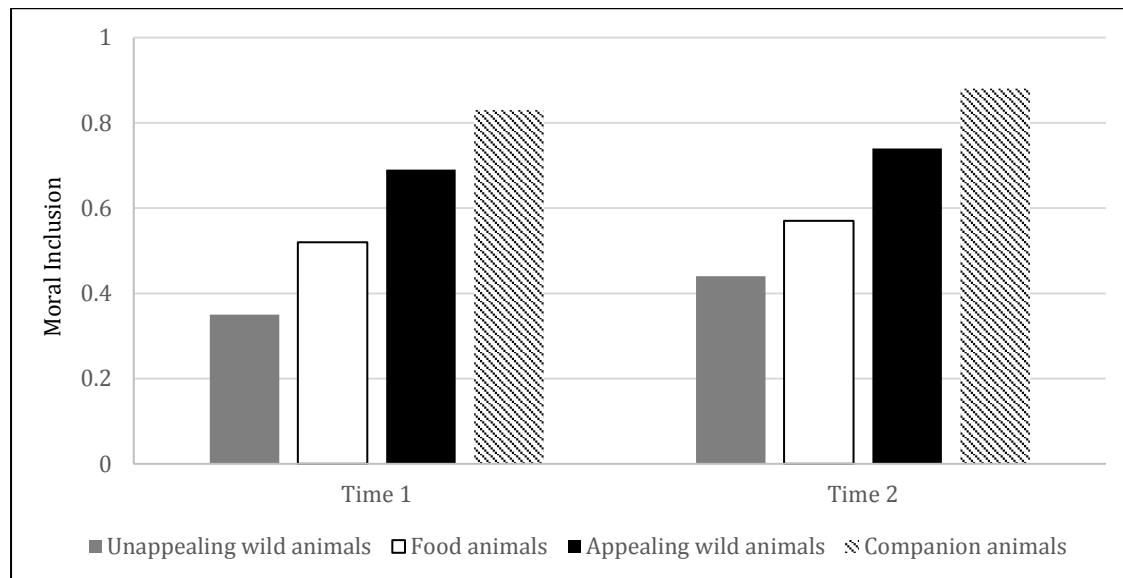 1
0.8
0.6
0.4
0.2
0
Moral Inclusion
Time 1 Time 2
Unappealing wild animals Food animals Appealing wild animals Companion animals